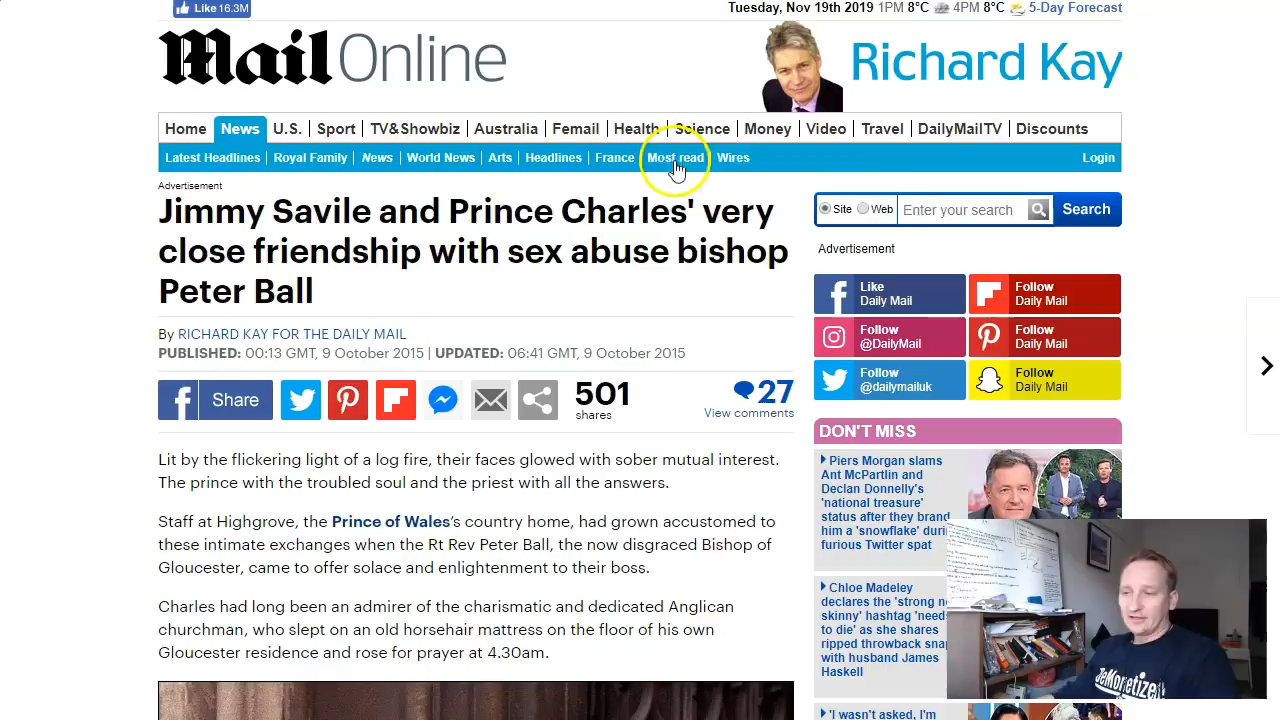 Like 16.3M
Tuesday, Nov 19th 2019 1PM 8°C 4PM 8°C 5-Day Forecast
Mail Online
Richard Kay
Home News U.S. Sport TV&Showbiz Australia Femail Health Science Money Video Travel DailyMailTV Discounts
Latest Headlines Royal Family News World News Arts Headlines France Most read Wires Login
Advertisement
Jimmy Savile and Prince Charles' very
close friendship with sex abuse bishop
Peter Ball
By RICHARD KAY FOR THE DAILY MAIL
PUBLISHED: 00:13 GMT, 9 October 2015 | UPDATED: 06:41 GMT, 9 October 2015
Share
501
shares
27
View comments
Lit by the flickering light of a log fire, their faces glowed with sober mutual interest.
The prince with the troubled soul and the priest with all the answers.
Staff at Highgrove, the Prince of Wales's country home, had grown accustomed to
these intimate exchanges when the Rt Rev Peter Ball, the now disgraced Bishop of
Gloucester, came to offer solace and enlightenment to their boss.
Charles had long been an admirer of the charismatic and dedicated Anglican
churchman, who slept on an old horsehair mattress on the floor of his own
Gloucester residence and rose for prayer at 4.30am.
Site Web Enter your search Search
Advertisement
Like
Daily Mail
Follow
Daily Mail
Follow
@DailyMail
Follow
Daily Mail
Follow
@dailymailuk
Follow
Daily Mail
DON'T MISS
Piers Morgan slams
Ant McPartlin and
Declan Donnelly's
'national treasure'
status after they brand
him a 'snowflake' duri
furious Twitter spat
Chloe Madeley
declares the 'strong n
skinny' hashtag 'need
to die' as she shares
ripped throwback snap
with husband James
Haskell
'I wasn't asked, I'm
DeMonetized